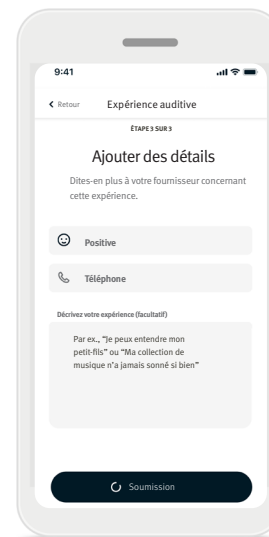 9:41
Retour Expérience auditive
ÉTAPE 3 SUR 3
Ajouter des détails
Dites-en plus à votre fournisseur concernant
cette expérience.
Positive
Téléphone
Décrivez votre expérience (facultatif)
Par ex., "Je peux entendre mon
petit-fils" ou "Ma collection de
musique n'a jamais sonné si bien"
Soumission